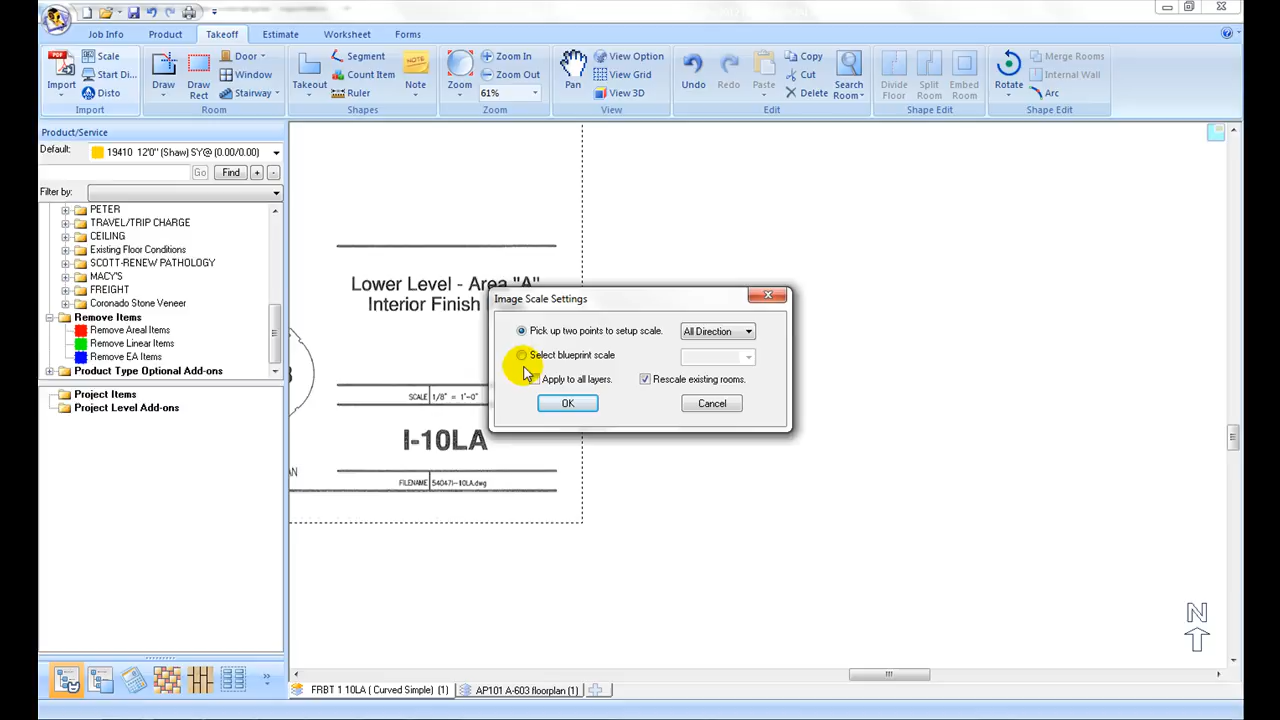 Job Info Product Takeoff Estimate Worksheet Forms
PDF Import Scale Start Di... Disto Import
Draw Draw Rect Door Window Stairway Room
Takeoff Segment Count Item Ruler NOTE Note Shapes
Zoom Zoom In Zoom Out 61% Zoom
Pan View Option View Grid View 3D View
Undo Redo Paste Copy Cut Delete Search Room Edit
Divide Floor Split Room Embed Room Shape Edit
Rotate Merge Rooms Internal Wall Arc Shape Edit
Product/Service
Default: 19410 12'0" (Shaw) SY@ (0.00/0.00)
Go Find + -
Filter by:
PETER
TRAVEL/TRIP CHARGE
CEILING
Existing Floor Conditions
SCOTT-RENEW PATHOLOGY
MACY'S
FREIGHT
Coronado Stone Veneer
Remove Items
Remove Areal Items
Remove Linear Items
Remove EA Items
Product Type Optional Add-ons
Project Items
Project Level Add-ons
Lower Level - Area "A"
Interior Finish
SCALE 1/8" = 1'-0"
I-10LA
AN
FILENAME 54047I-10LA.dwg
Image Scale Settings
Pick up two points to setup scale. All Direction
Select blueprint scale
Apply to all layers. Rescale existing rooms.
OK Cancel
N
FRBT 1 10LA ( Curved Simple) (1) AP101 A-603 floorplan (1)